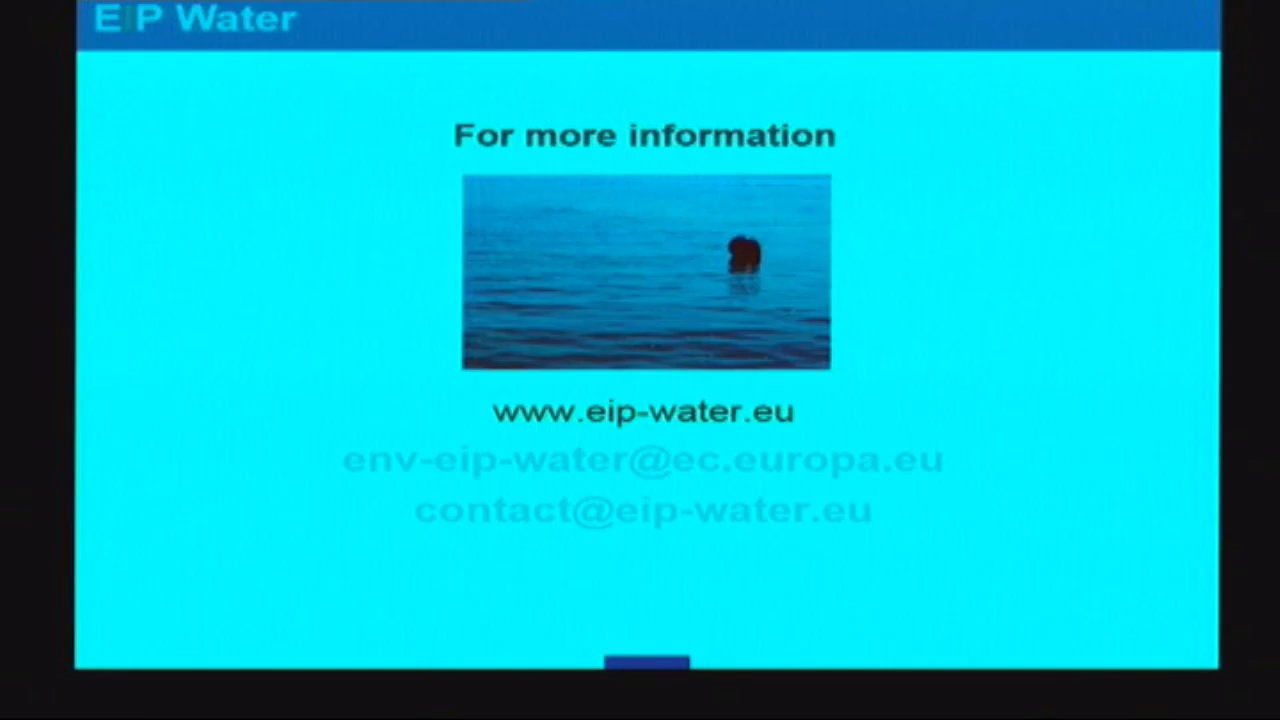 EIP Water
For more information
www.eip-water.eu
env-eip-water@ec.europa.eu
contact@eip-water.eu